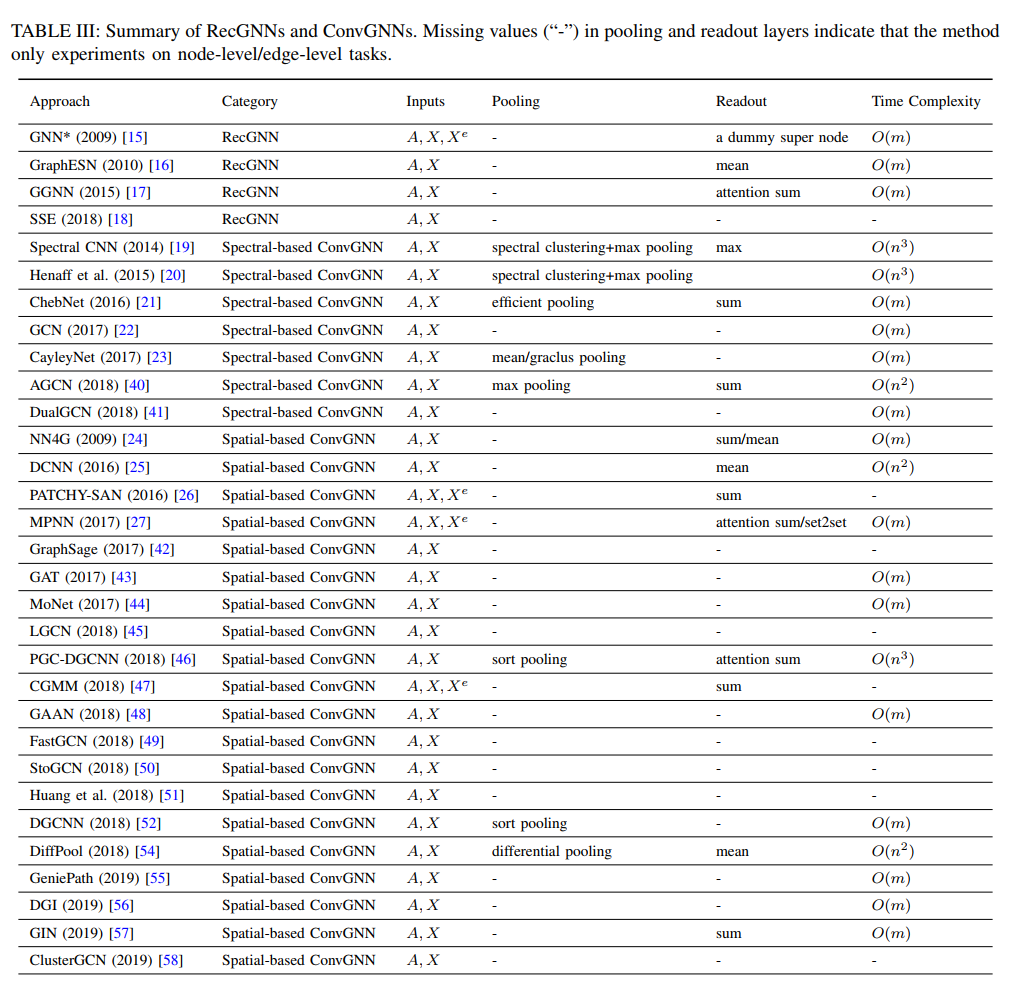 TABLE III: Summary of RecGNNs and ConvGNNs. Missing values (“-”) in pooling and readout layers indicate that the method
only experiments on node-level/edge-level tasks.
Approach Category Inputs Pooling Readout Time Complexity
GNN* (2009) [15] RecGNN A, X, X^e - a dummy super node O(m)
GraphESN (2010) [16] RecGNN A, X - mean O(m)
GGNN (2015) [17] RecGNN A, X - attention sum O(m)
SSE (2018) [18] RecGNN A, X - - -
Spectral CNN (2014) [19] Spectral-based ConvGNN A, X spectral clustering+max pooling max O(n^3)
Henaff et al. (2015) [20] Spectral-based ConvGNN A, X spectral clustering+max pooling O(n^3)
ChebNet (2016) [21] Spectral-based ConvGNN A, X efficient pooling sum O(m)
GCN (2017) [22] Spectral-based ConvGNN A, X - - O(m)
CayleyNet (2017) [23] Spectral-based ConvGNN A, X mean/graclus pooling - O(m)
AGCN (2018) [40] Spectral-based ConvGNN A, X max pooling sum O(n^2)
DualGCN (2018) [41] Spectral-based ConvGNN A, X - - O(m)
NN4G (2009) [24] Spatial-based ConvGNN A, X - sum/mean O(m)
DCNN (2016) [25] Spatial-based ConvGNN A, X - mean O(n^2)
PATCHY-SAN (2016) [26] Spatial-based ConvGNN A, X, X^e - sum -
MPNN (2017) [27] Spatial-based ConvGNN A, X, X^e - attention sum/set2set O(m)
GraphSage (2017) [42] Spatial-based ConvGNN A, X - - -
GAT (2017) [43] Spatial-based ConvGNN A, X - - O(m)
MoNet (2017) [44] Spatial-based ConvGNN A, X - - O(m)
LGCN (2018) [45] Spatial-based ConvGNN A, X - - -
PGC-DGCNN (2018) [46] Spatial-based ConvGNN A, X sort pooling attention sum O(n^3)
CGMM (2018) [47] Spatial-based ConvGNN A, X, X^e - sum -
GAAN (2018) [48] Spatial-based ConvGNN A, X - - O(m)
FastGCN (2018) [49] Spatial-based ConvGNN A, X - - -
StoGCN (2018) [50] Spatial-based ConvGNN A, X - - -
Huang et al. (2018) [51] Spatial-based ConvGNN A, X - - -
DGCNN (2018) [52] Spatial-based ConvGNN A, X sort pooling - O(m)
DiffPool (2018) [54] Spatial-based ConvGNN A, X differential pooling mean O(n^2)
GeniePath (2019) [55] Spatial-based ConvGNN A, X - - O(m)
DGI (2019) [56] Spatial-based ConvGNN A, X - - O(m)
GIN (2019) [57] Spatial-based ConvGNN A, X - sum O(m)
ClusterGCN (2019) [58] Spatial-based ConvGNN A, X - - -